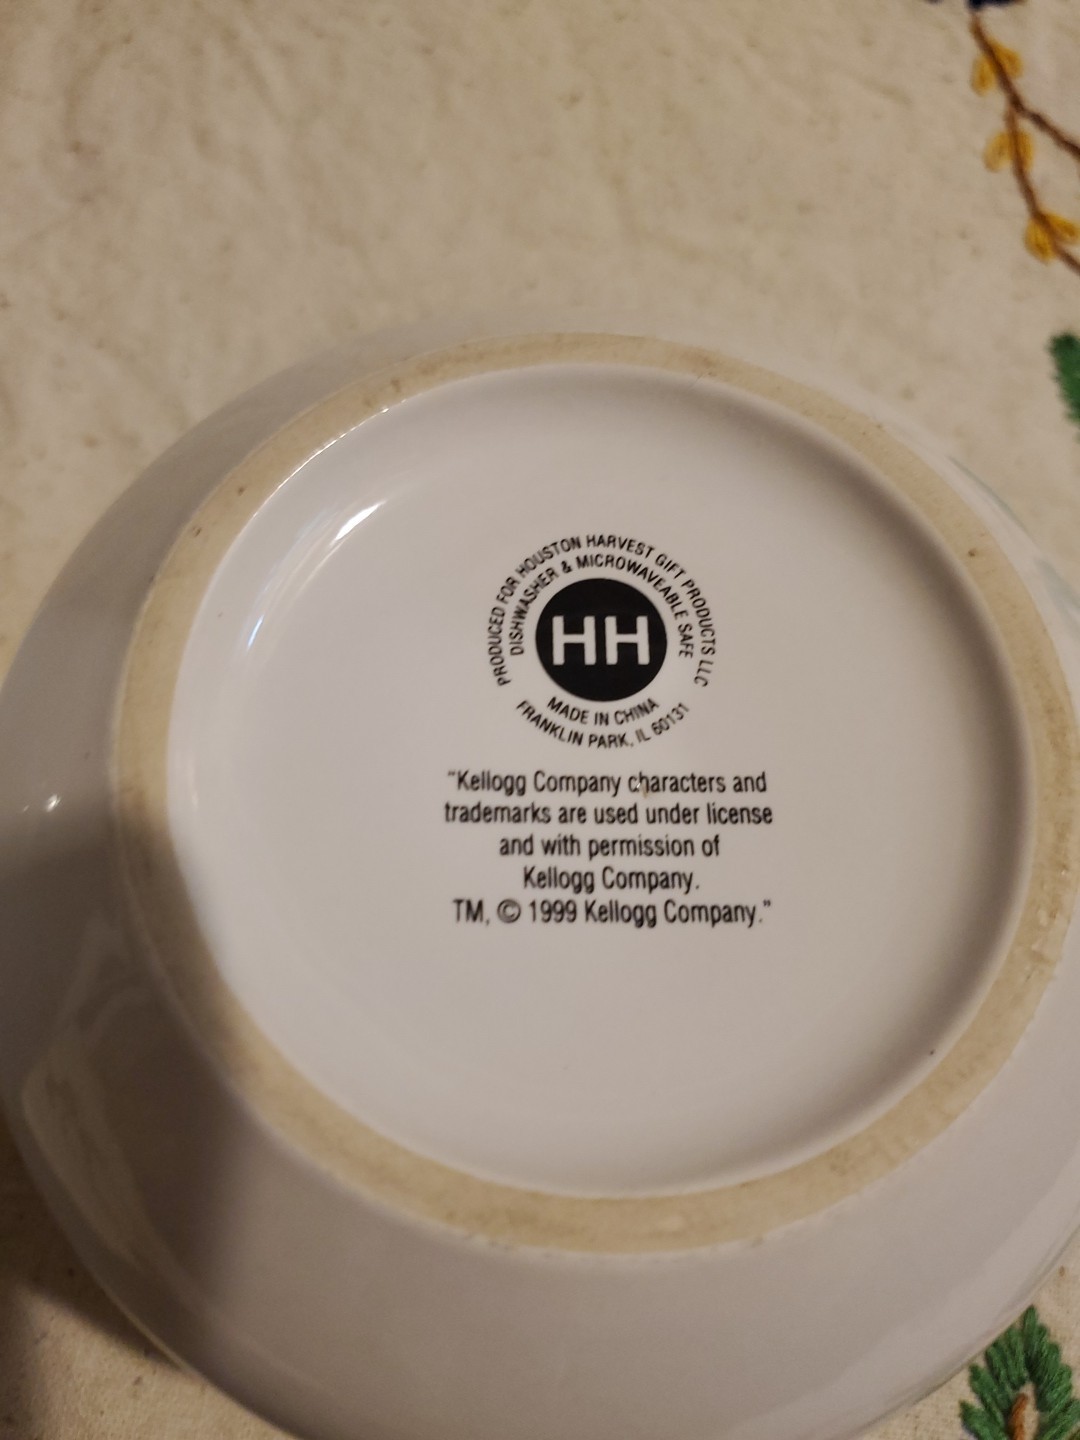 PRODUCED FOR HOUSTON HARVEST GIFT PRODUCTS LLC
DISHWASHER & MICROWAVEABLE SAFE
HH
MADE IN CHINA
FRANKLIN PARK, IL 60131
"Kellogg Company characters and
trademarks are used under license
and with permission of
Kellogg Company.
TM, © 1999 Kellogg Company."